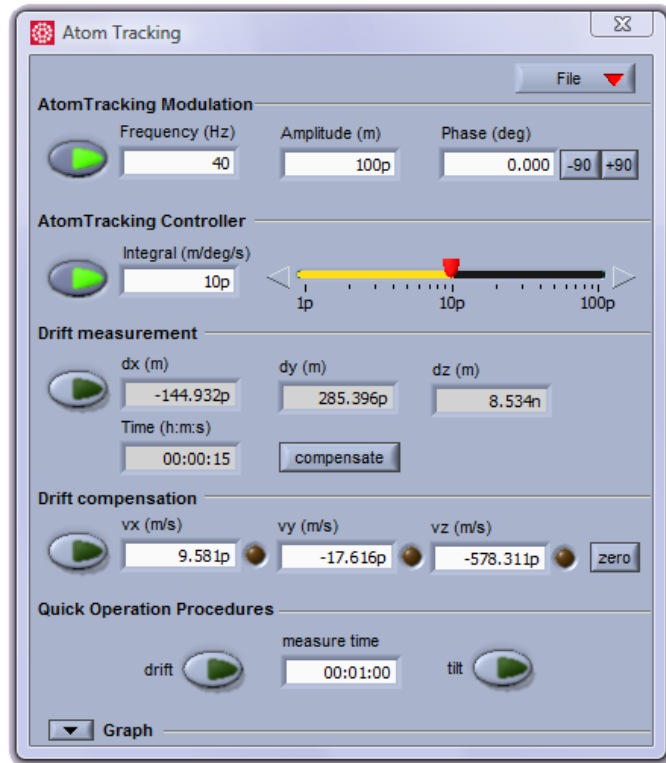 Atom Tracking
File
AtomTracking Modulation
Frequency (Hz) Amplitude (m) Phase (deg)
40 100p 0.000 -90 +90
AtomTracking Controller
Integral (m/deg/s)
10p
1p 10p 100p
Drift measurement
dx (m) dy (m) dz (m)
-144.932p 285.396p 8.534n
Time (h:m:s)
00:00:15 compensate
Drift compensation
vx (m/s) vy (m/s) vz (m/s)
9.581p -17.616p -578.311p zero
Quick Operation Procedures
measure time
drift 00:01:00 tilt
Graph